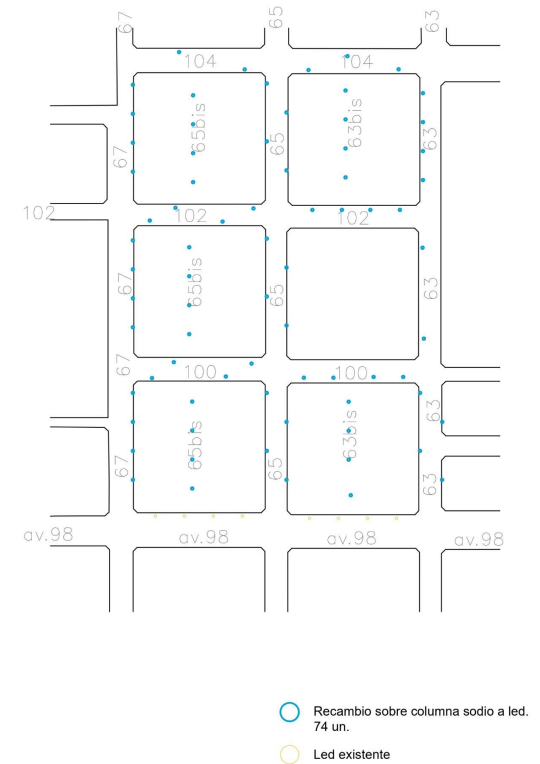 67
65
63
104
104
65bis
63bis
67
65
63
102
102
102
67
65bis
65
63
67
100
100
63
65bis
63bis
67
65
63
av.98
av.98
av.98
av.98
Recambio sobre columna sodio a led.
74 un.
Led existente